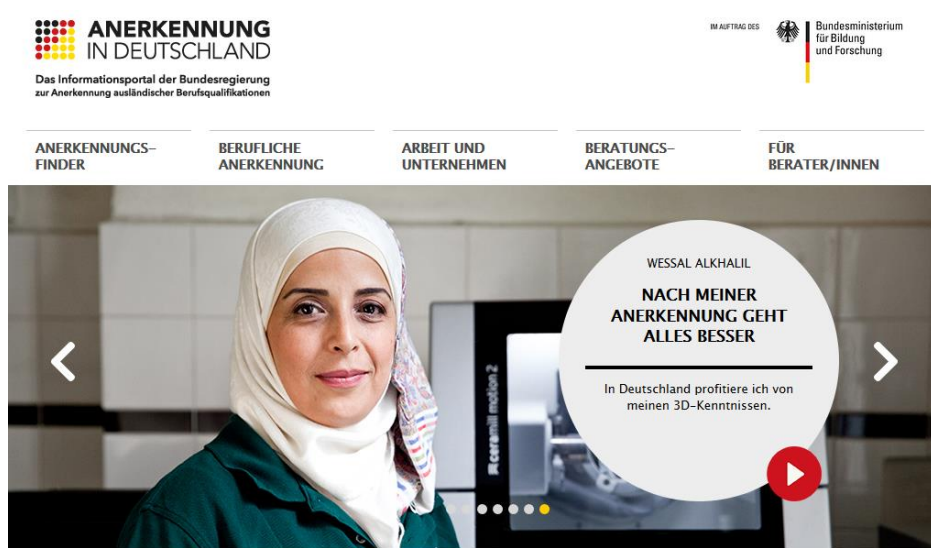 ANERKENNUNG
IN DEUTSCHLAND
Das Informationsportal der Bundesregierung
zur Anerkennung ausländischer Berufsqualifikationen
IM AUFTRAG DES
Bundesministerium
für Bildung
und Forschung
ANERKENNUNGS-
FINDER
BERUFLICHE
ANERKENNUNG
ARBEIT UND
UNTERNEHMEN
BERATUNGS-
ANGEBOTE
FÜR
BERATER/INNEN
WESSAL ALKHALIL
NACH MEINER
ANERKENNUNG GEHT
ALLES BESSER
In Deutschland profitiere ich von
meinen 3D-Kenntnissen.
ceramill motion 2